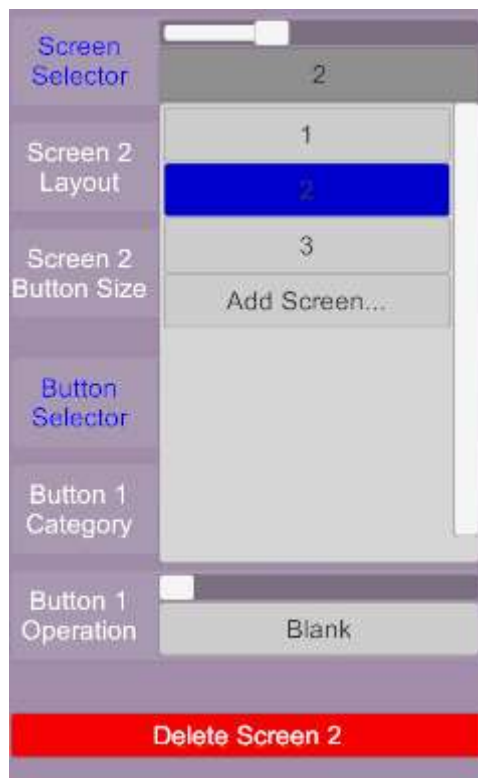 Screen
Selector
2
1
Screen 2
Layout
2
3
Screen 2
Button Size
Add Screen...
Button
Selector
Button 1
Category
Button 1
Operation
Blank
Delete Screen 2